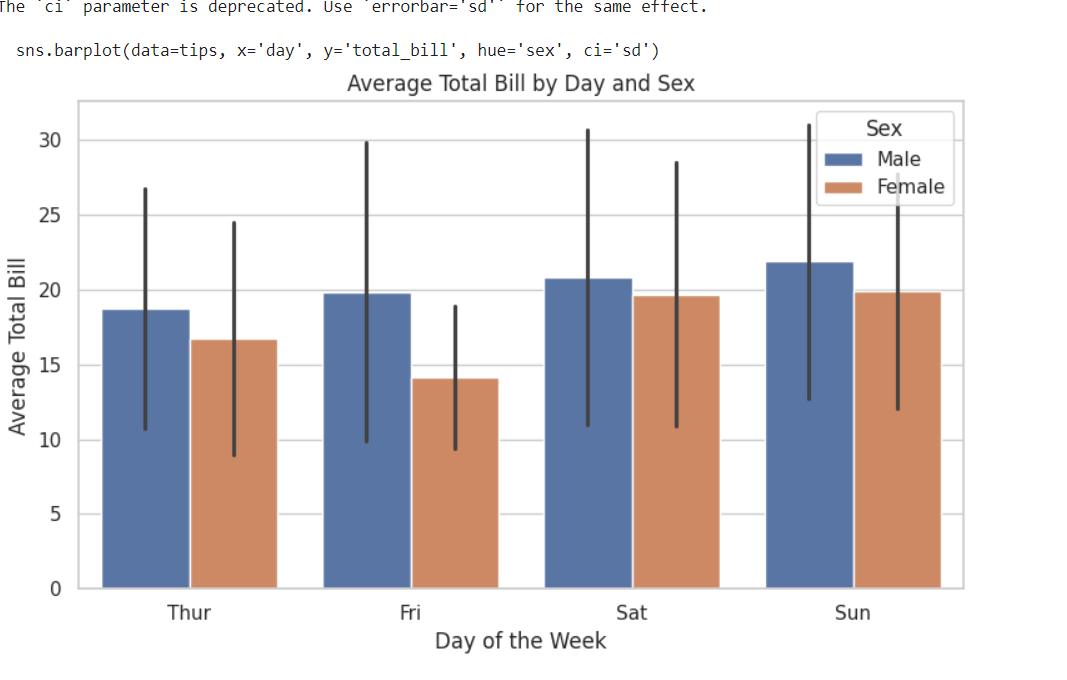 The `ci` parameter is deprecated. Use `errorbar='sd'` for the same effect.
sns.barplot(data=tips, x='day', y='total_bill', hue='sex', ci='sd')
Average Total Bill by Day and Sex
Sex
Male
Female
Average Total Bill
30
25
20
15
10
5
0
Thur Fri Sat Sun
Day of the Week